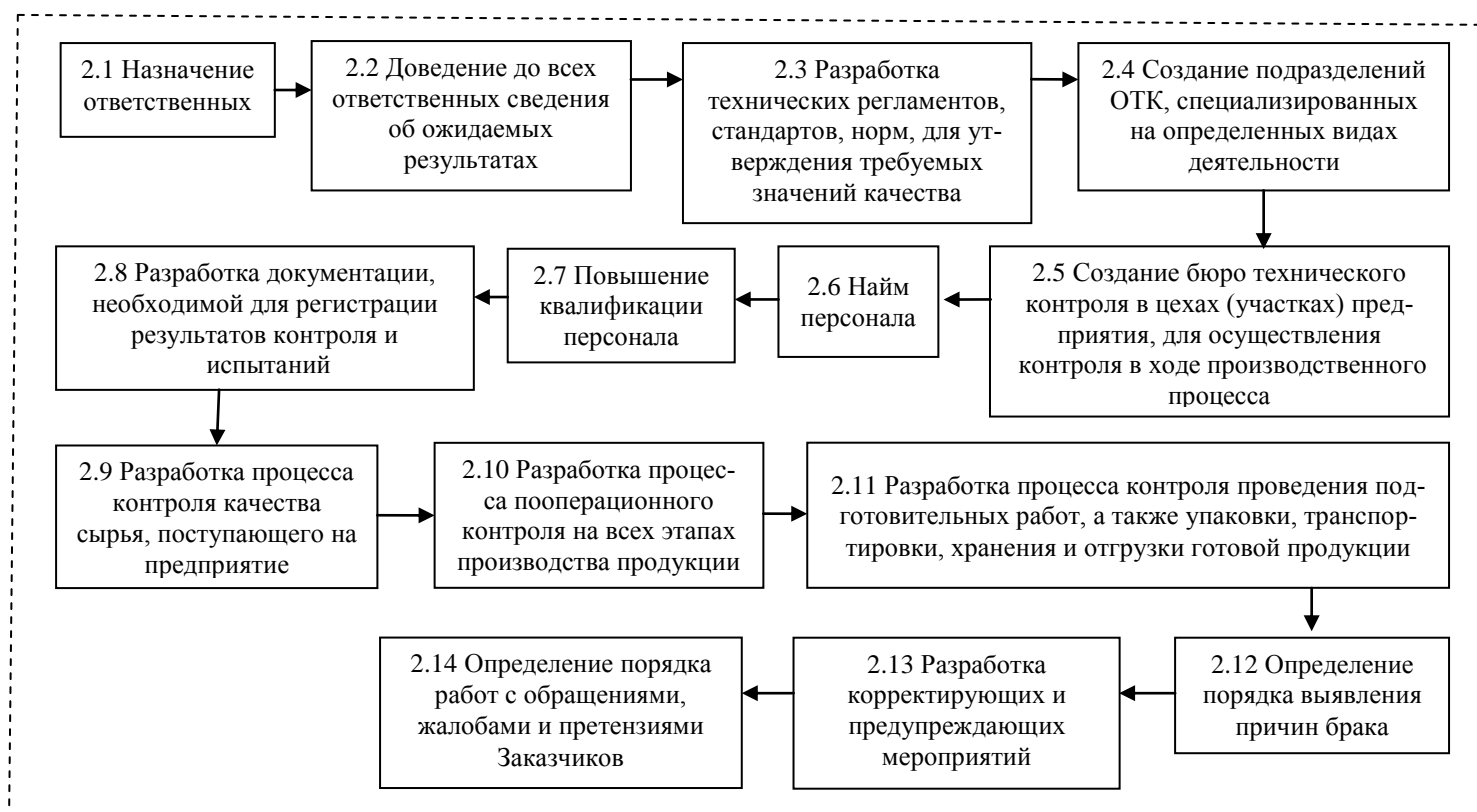 2.1 Назначение
ответственных
2.2 Доведение до всех
ответственных сведения
об ожидаемых
результатах
2.3 Разработка
технических регламентов,
стандартов, норм, для ут-
верждения требуемых
значений качества
2.4 Создание подразделений
ОТК, специализированных
на определенных видах
деятельности
2.5 Создание бюро технического
контроля в цехах (участках) пред-
приятия, для осуществления
контроля в ходе производственного
процесса
2.6 Найм
персонала
2.7 Повышение
квалификации
персонала
2.8 Разработка документации,
необходимой для регистрации
результатов контроля и
испытаний
2.9 Разработка процесса
контроля качества
сырья, поступающего на
предприятие
2.10 Разработка процес-
са пооперационного
контроля на всех этапах
производства продукции
2.11 Разработка процесса контроля проведения под-
готовительных работ, а также упаковки, транспор-
тировки, хранения и отгрузки готовой продукции
2.12 Определение
порядка выявления
причин брака
2.13 Разработка
корректирующих и
предупреждающих
мероприятий
2.14 Определение порядка
работ с обращениями,
жалобами и претензиями
Заказчиков